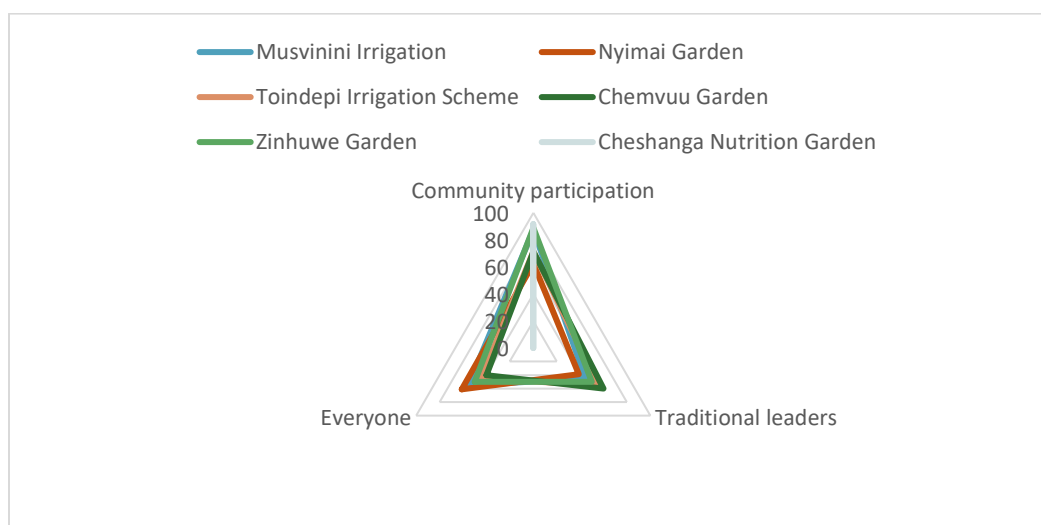 Musvinini Irrigation
Nyimai Garden
Toindepi Irrigation Scheme
Chemvuu Garden
Zinhuwe Garden
Cheshanga Nutrition Garden
Community participation
100
80
60
40
20
0
Everyone
Traditional leaders